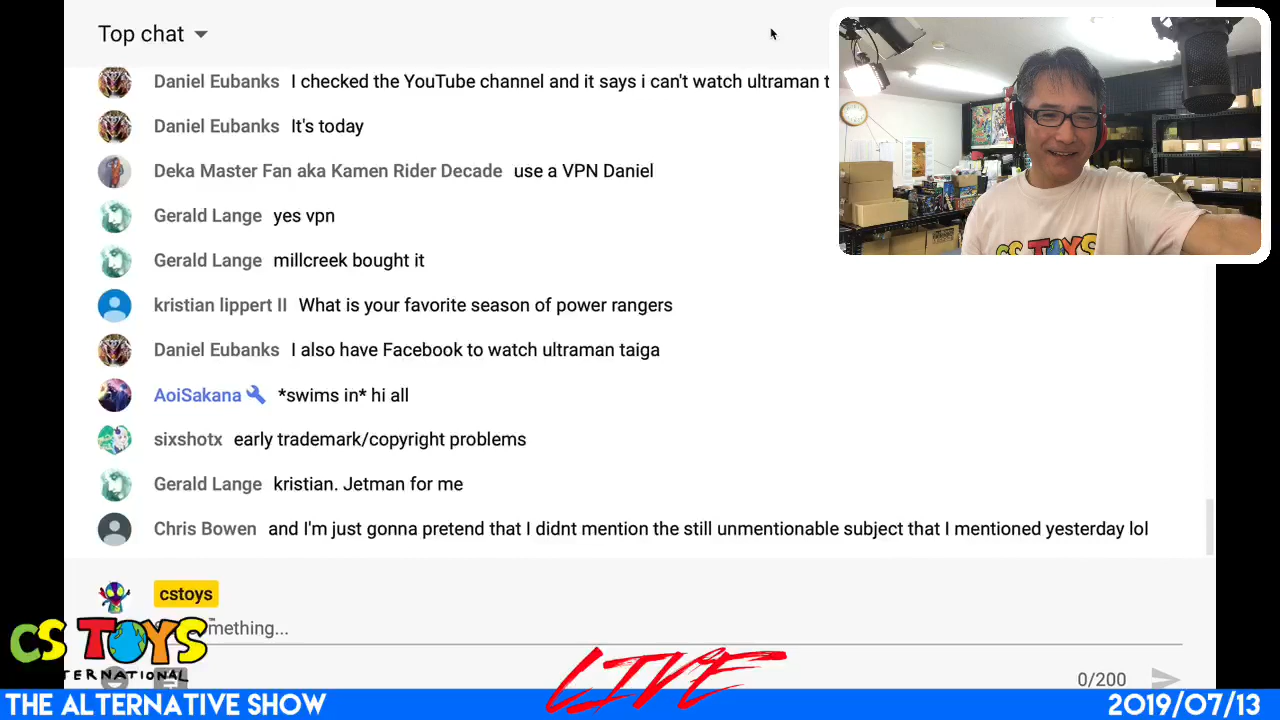 Top chat
Daniel Eubanks I checked the YouTube channel and it says i can't watch ultraman t
Daniel Eubanks It's today
Deka Master Fan aka Kamen Rider Decade use a VPN Daniel
Gerald Lange yes vpn
Gerald Lange millcreek bought it
kristian lippert II What is your favorite season of power rangers
Daniel Eubanks I also have Facebook to watch ultraman taiga
AoiSakana *swims in* hi all
sixshotx early trademark/copyright problems
Gerald Lange kristian. Jetman for me
Chris Bowen and I'm just gonna pretend that I didnt mention the still unmentionable subject that I mentioned yesterday lol
cstoys
mething...
CS TOYS
TERNATIONAL
LIVE
0/200
THE ALTERNATIVE SHOW
2019/07/13
CS TOYS